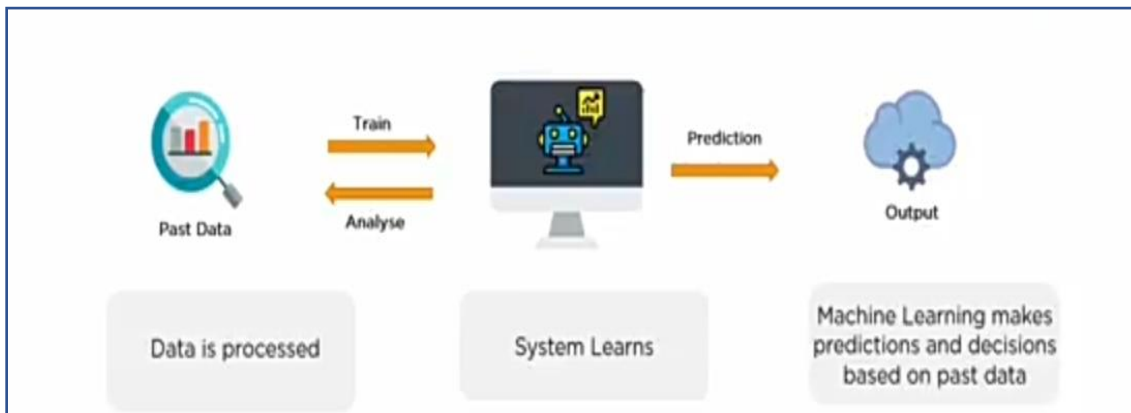 Train
Prediction
Past Data
Analyse
Output
Data is processed
System Learns
Machine Learning makes
predictions and decisions
based on past data